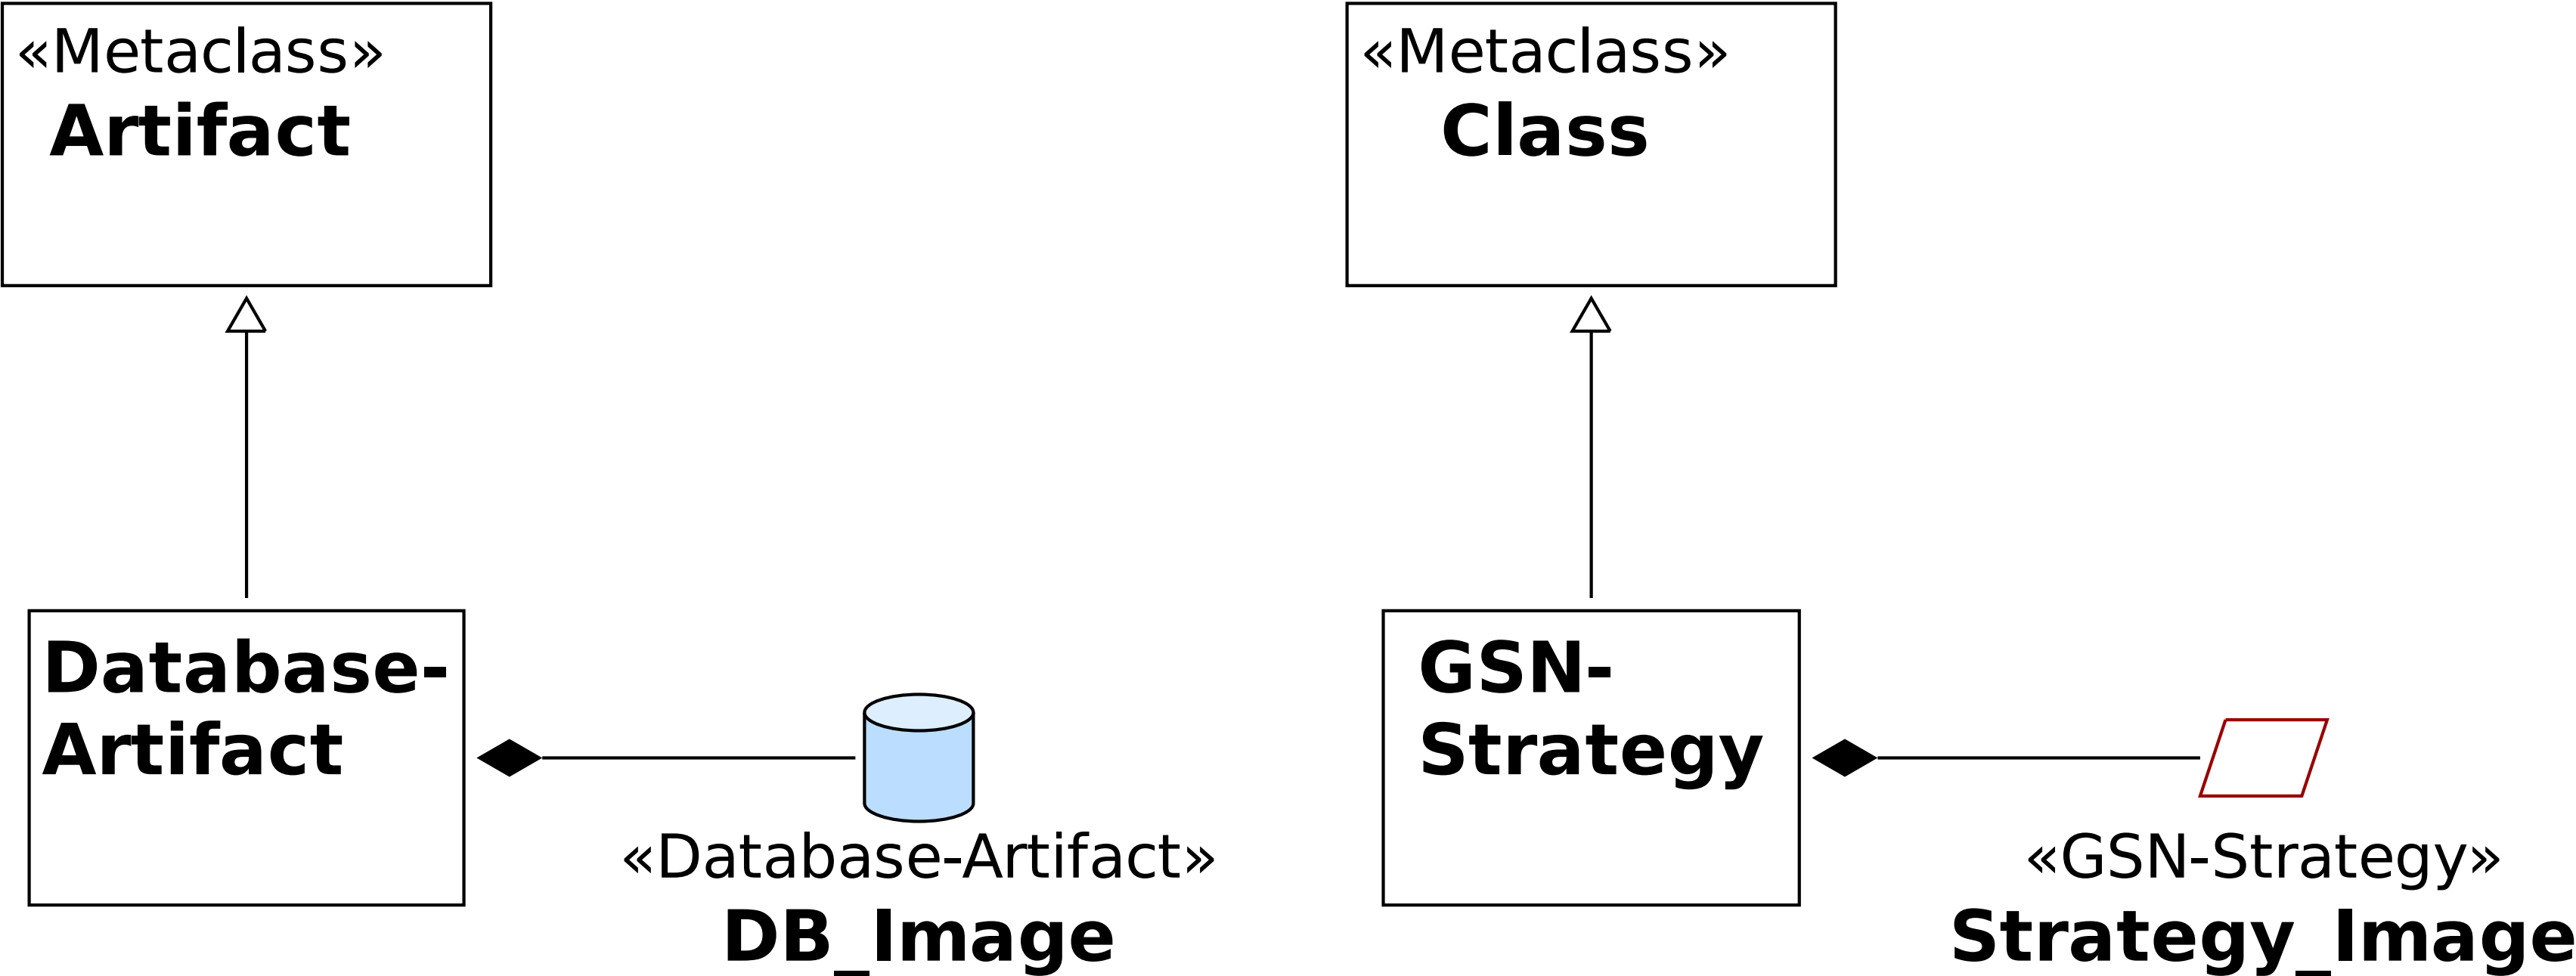 «Metaclass»
Artifact
«Metaclass»
Class
Database-
Artifact
«Database-Artifact»
DB_Image
GSN-
Strategy
«GSN-Strategy»
Strategy_Image